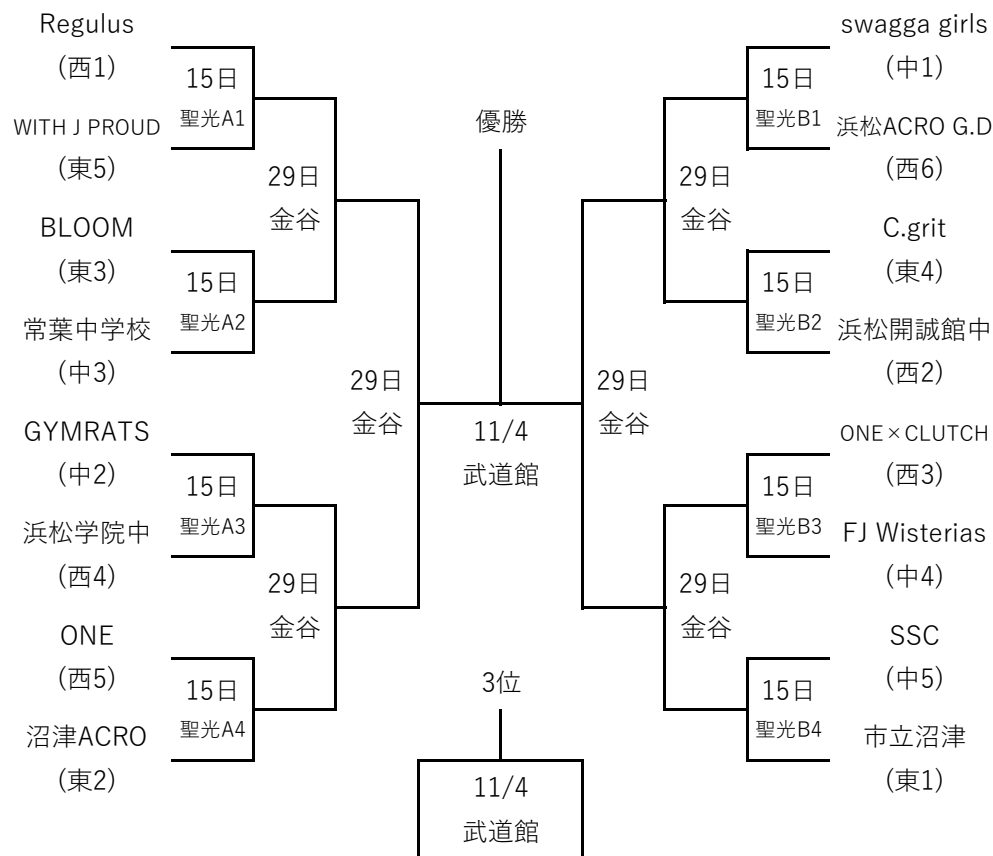 Regulus
(西1)
WITH J PROUD
(東5)
BLOOM
(東3)
常葉中学校
(中3)
GYMRATS
(中2)
浜松学院中
(西4)
ONE
(西5)
沼津ACRO
(東2)
15日
聖光A1
15日
聖光A2
15日
聖光A3
15日
聖光A4
29日
金谷
29日
金谷
29日
金谷
優勝
11/4
武道館
3位
11/4
武道館
29日
金谷
29日
金谷
29日
金谷
15日
聖光B1
15日
聖光B2
15日
聖光B3
15日
聖光B4
swagga girls
(中1)
浜松ACRO G.D
(西6)
C.grit
(東4)
浜松開誠館中
(西2)
ONE×CLUTCH
(西3)
FJ Wisterias
(中4)
SSC
(中5)
市立沼津
(東1)